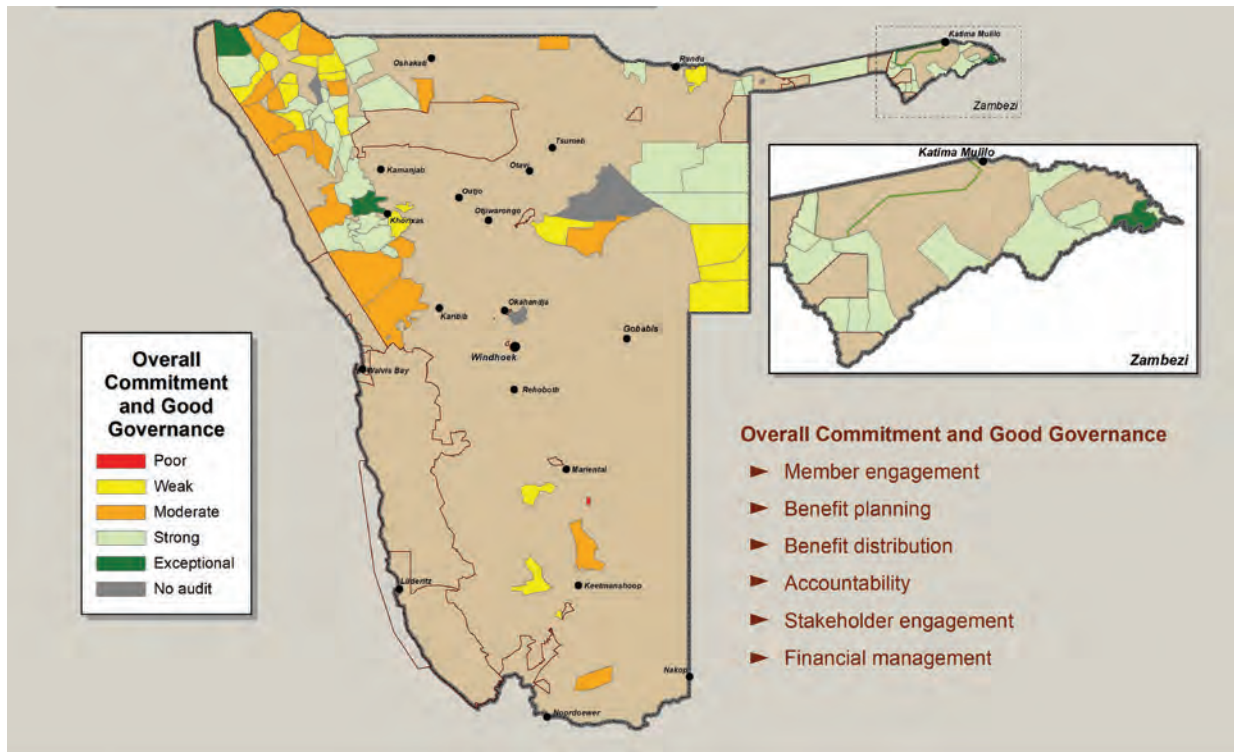 Katima Mulilo
Oshakati
Rundu
Zambezi
Tsumeb
Otavi
Kamanjab
Outjo
Otjiwarongo
Khorixas
Katima Mulilo
Okahandja
Karibib
Gobabis
Windhoek
Zambezi
Walvis Bay
Rehoboth
Overall
Commitment
and Good
Governance
Poor
Weak
Moderate
Strong
Exceptional
No audit
Overall Commitment and Good Governance
► Member engagement
► Benefit planning
► Benefit distribution
► Accountability
► Stakeholder engagement
► Financial management
Mariental
Lüderitz
Keetmanshoop
Nakop
Noordoewer